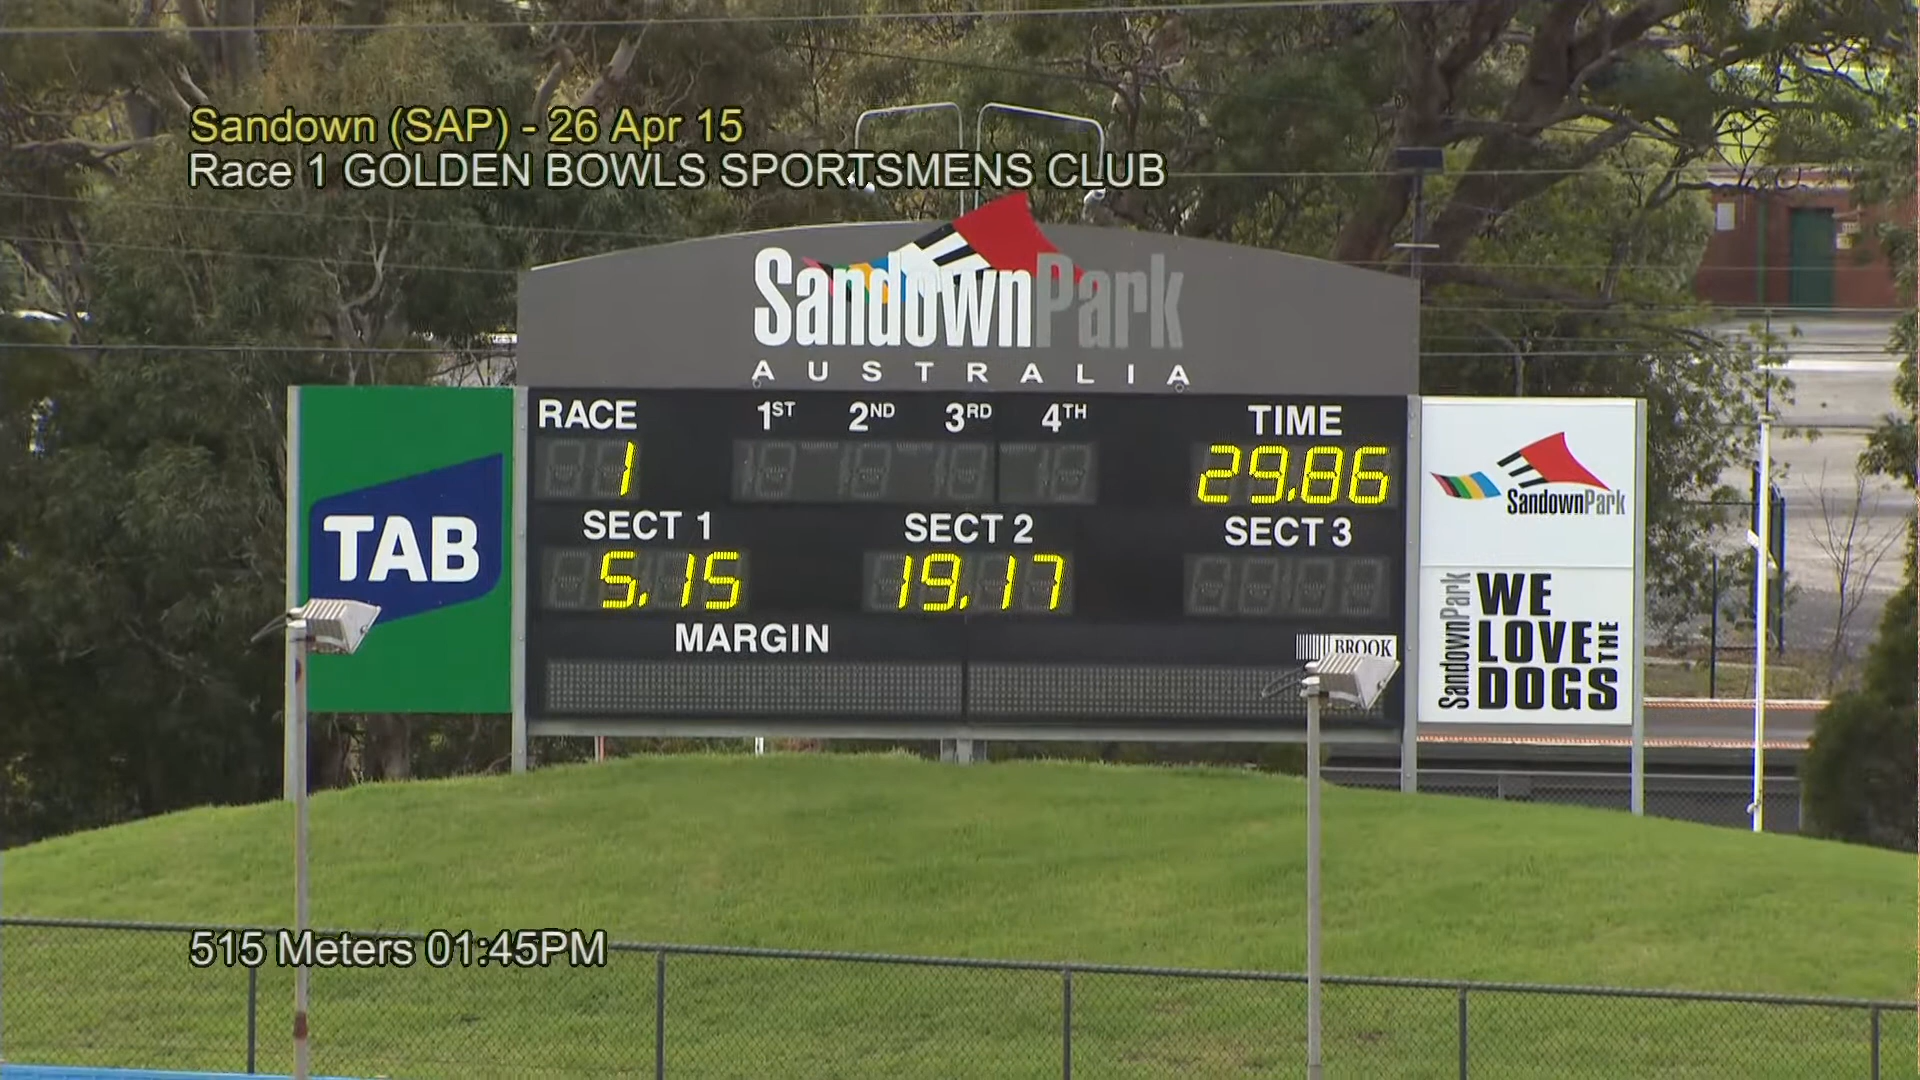 Sandown (SAP) - 26 Apr 15
Race 1 GOLDEN BOWLS SPORTSMENS CLUB
SandownPark
AUSTRALIA
RACE 1ST 2ND 3RD 4TH TIME
1 29.86
SECT 1 SECT 2 SECT 3
5.15 19.17
MARGIN
BROOK
TAB
SandownPark
SandownPark
WE
LOVE THE
DOGS
515 Meters 01:45PM